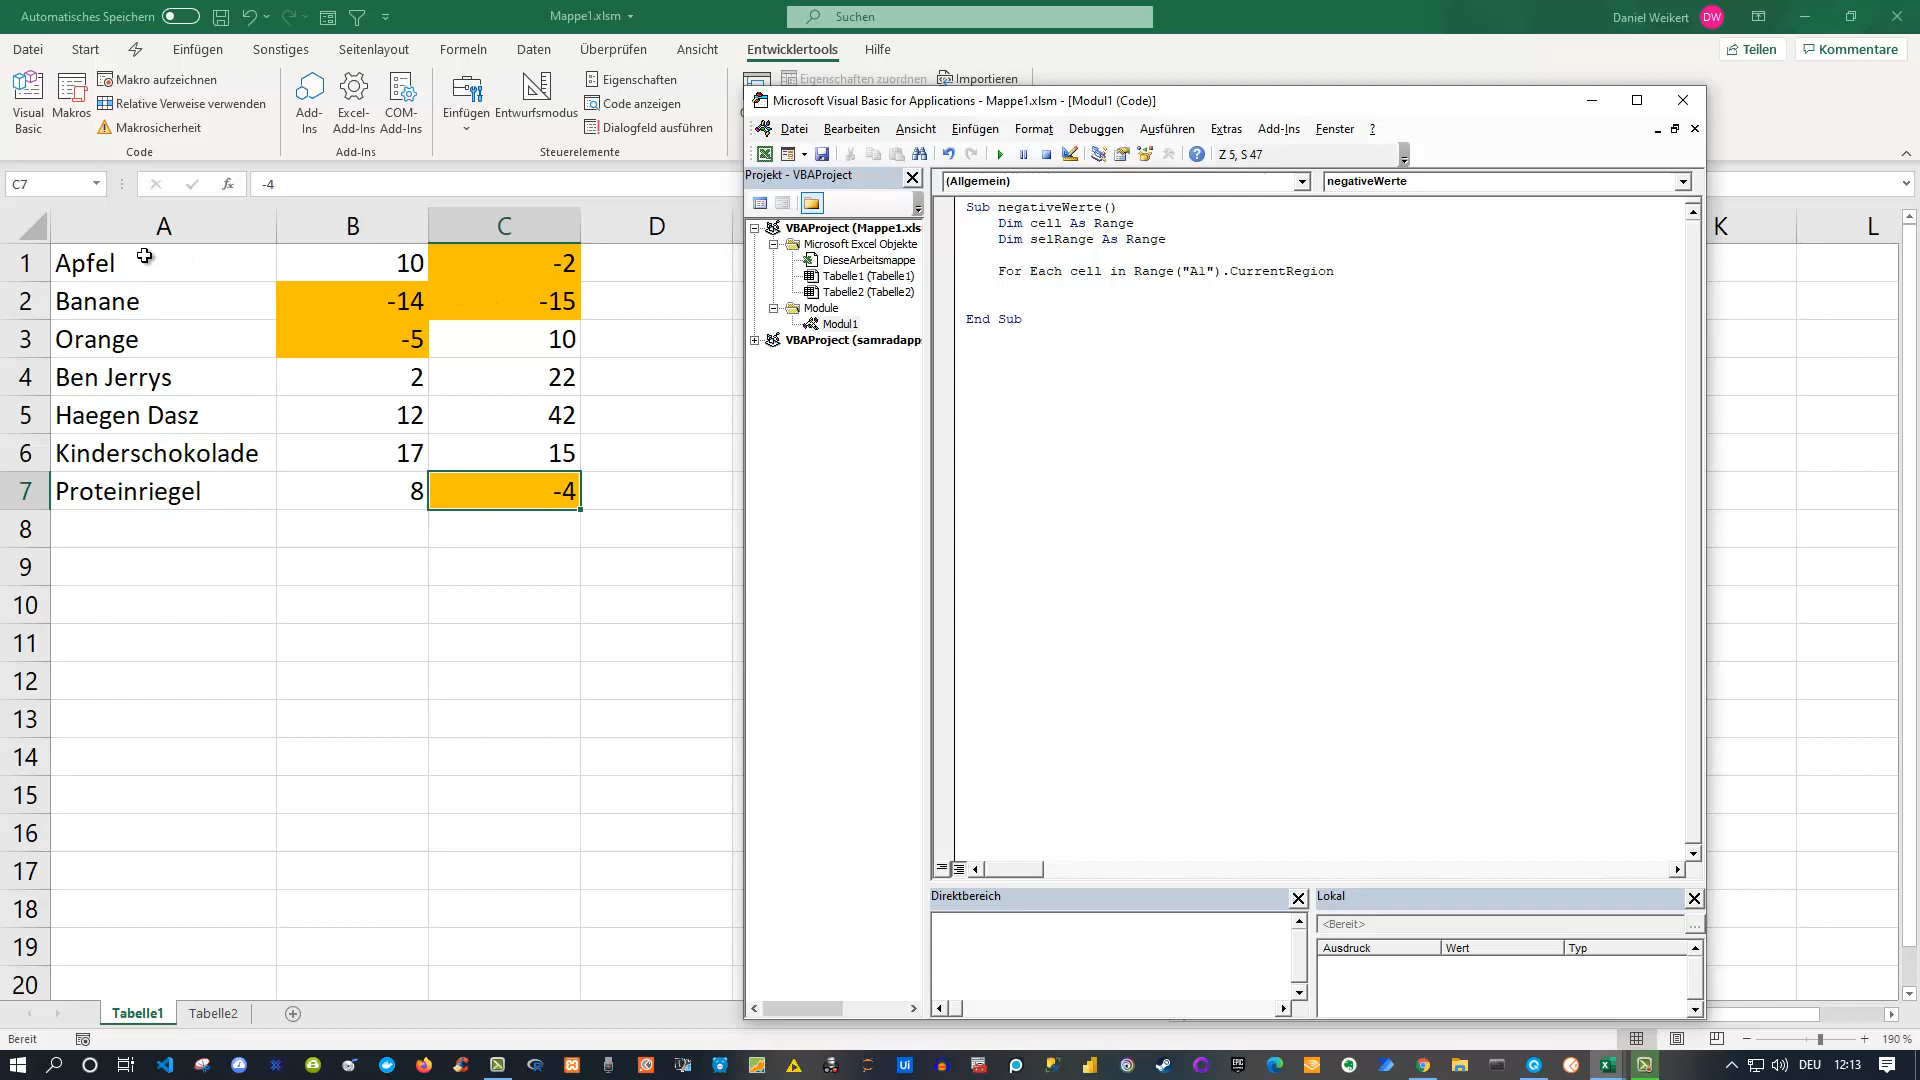 Automatisches Speichern
Mappe1.xlsm
Suchen
Daniel Weikert
DW
Datei Start Einfügen Sonstiges Seitenlayout Formeln Daten Überprüfen Ansicht Entwicklertools Hilfe
Teilen Kommentare
Visual Basic
Makros
Makro aufzeichnen
Relative Verweise verwenden
Makrosicherheit
Code
Add-Ins
Excel-Add-Ins
COM-Add-Ins
Add-Ins
Einfügen
Entwurfsmodus
Eigenschaften
Code anzeigen
Dialogfeld ausführen
Steuerelemente
Eigenschaften zuordnen
Importieren
C7
fx
-4
A B C D K L
1 Apfel 10 -2
2 Banane -14 -15
3 Orange -5 10
4 Ben Jerrys 2 22
5 Haegen Dasz 12 42
6 Kinderschokolade 17 15
7 Proteinriegel 8 -4
8
9
10
11
12
13
14
15
16
17
18
19
20
Tabelle1 Tabelle2
Bereit
190 %
Microsoft Visual Basic for Applications - Mappe1.xlsm - [Modul1 (Code)]
Datei Bearbeiten Ansicht Einfügen Format Debuggen Ausführen Extras Add-Ins Fenster ?
Z 5, S 47
Projekt - VBAProject
VBAProject (Mappe1.xls
Microsoft Excel Objekte
DieseArbeitsmappe
Tabelle1 (Tabelle1)
Tabelle2 (Tabelle2)
Module
Modul1
VBAProject (samradapp
(Allgemein)
negativeWerte
Sub negativeWerte()
Dim cell As Range
Dim selRange As Range
For Each cell in Range("A1").CurrentRegion
End Sub
Direktbereich
Lokal
<Bereit>
...
Ausdruck Wert Typ
Ui
EPIC
DEU 12:13